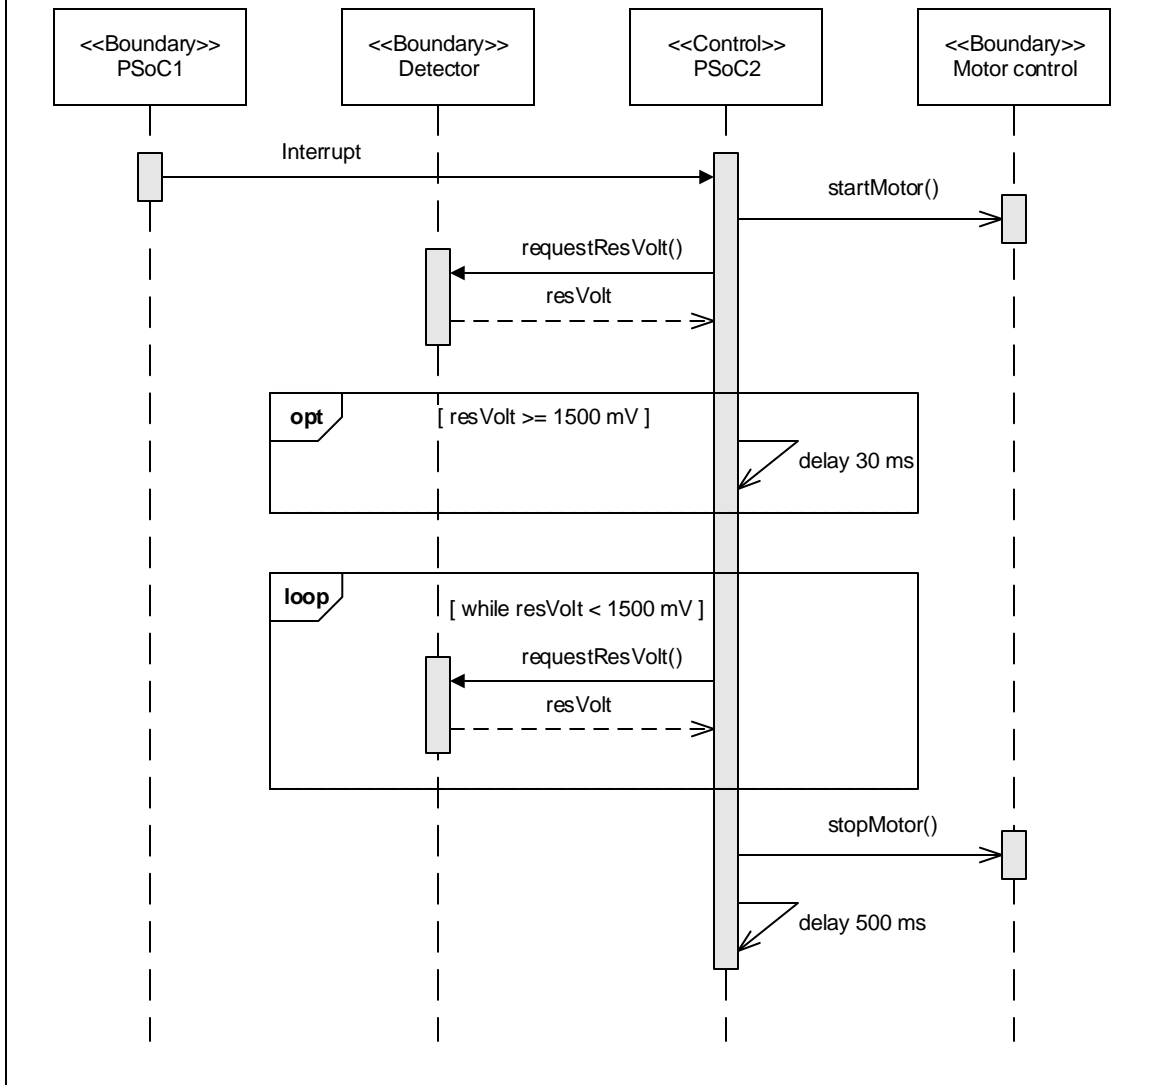 <<Boundary>>
PSoC1
<<Boundary>>
Detector
<<Control>>
PSoC2
<<Boundary>>
Motor control
Interrupt
startMotor()
requestResVolt()
resVolt
opt
[ resVolt >= 1500 mV ]
delay 30 ms
loop
[ while resVolt < 1500 mV ]
requestResVolt()
resVolt
stopMotor()
delay 500 ms